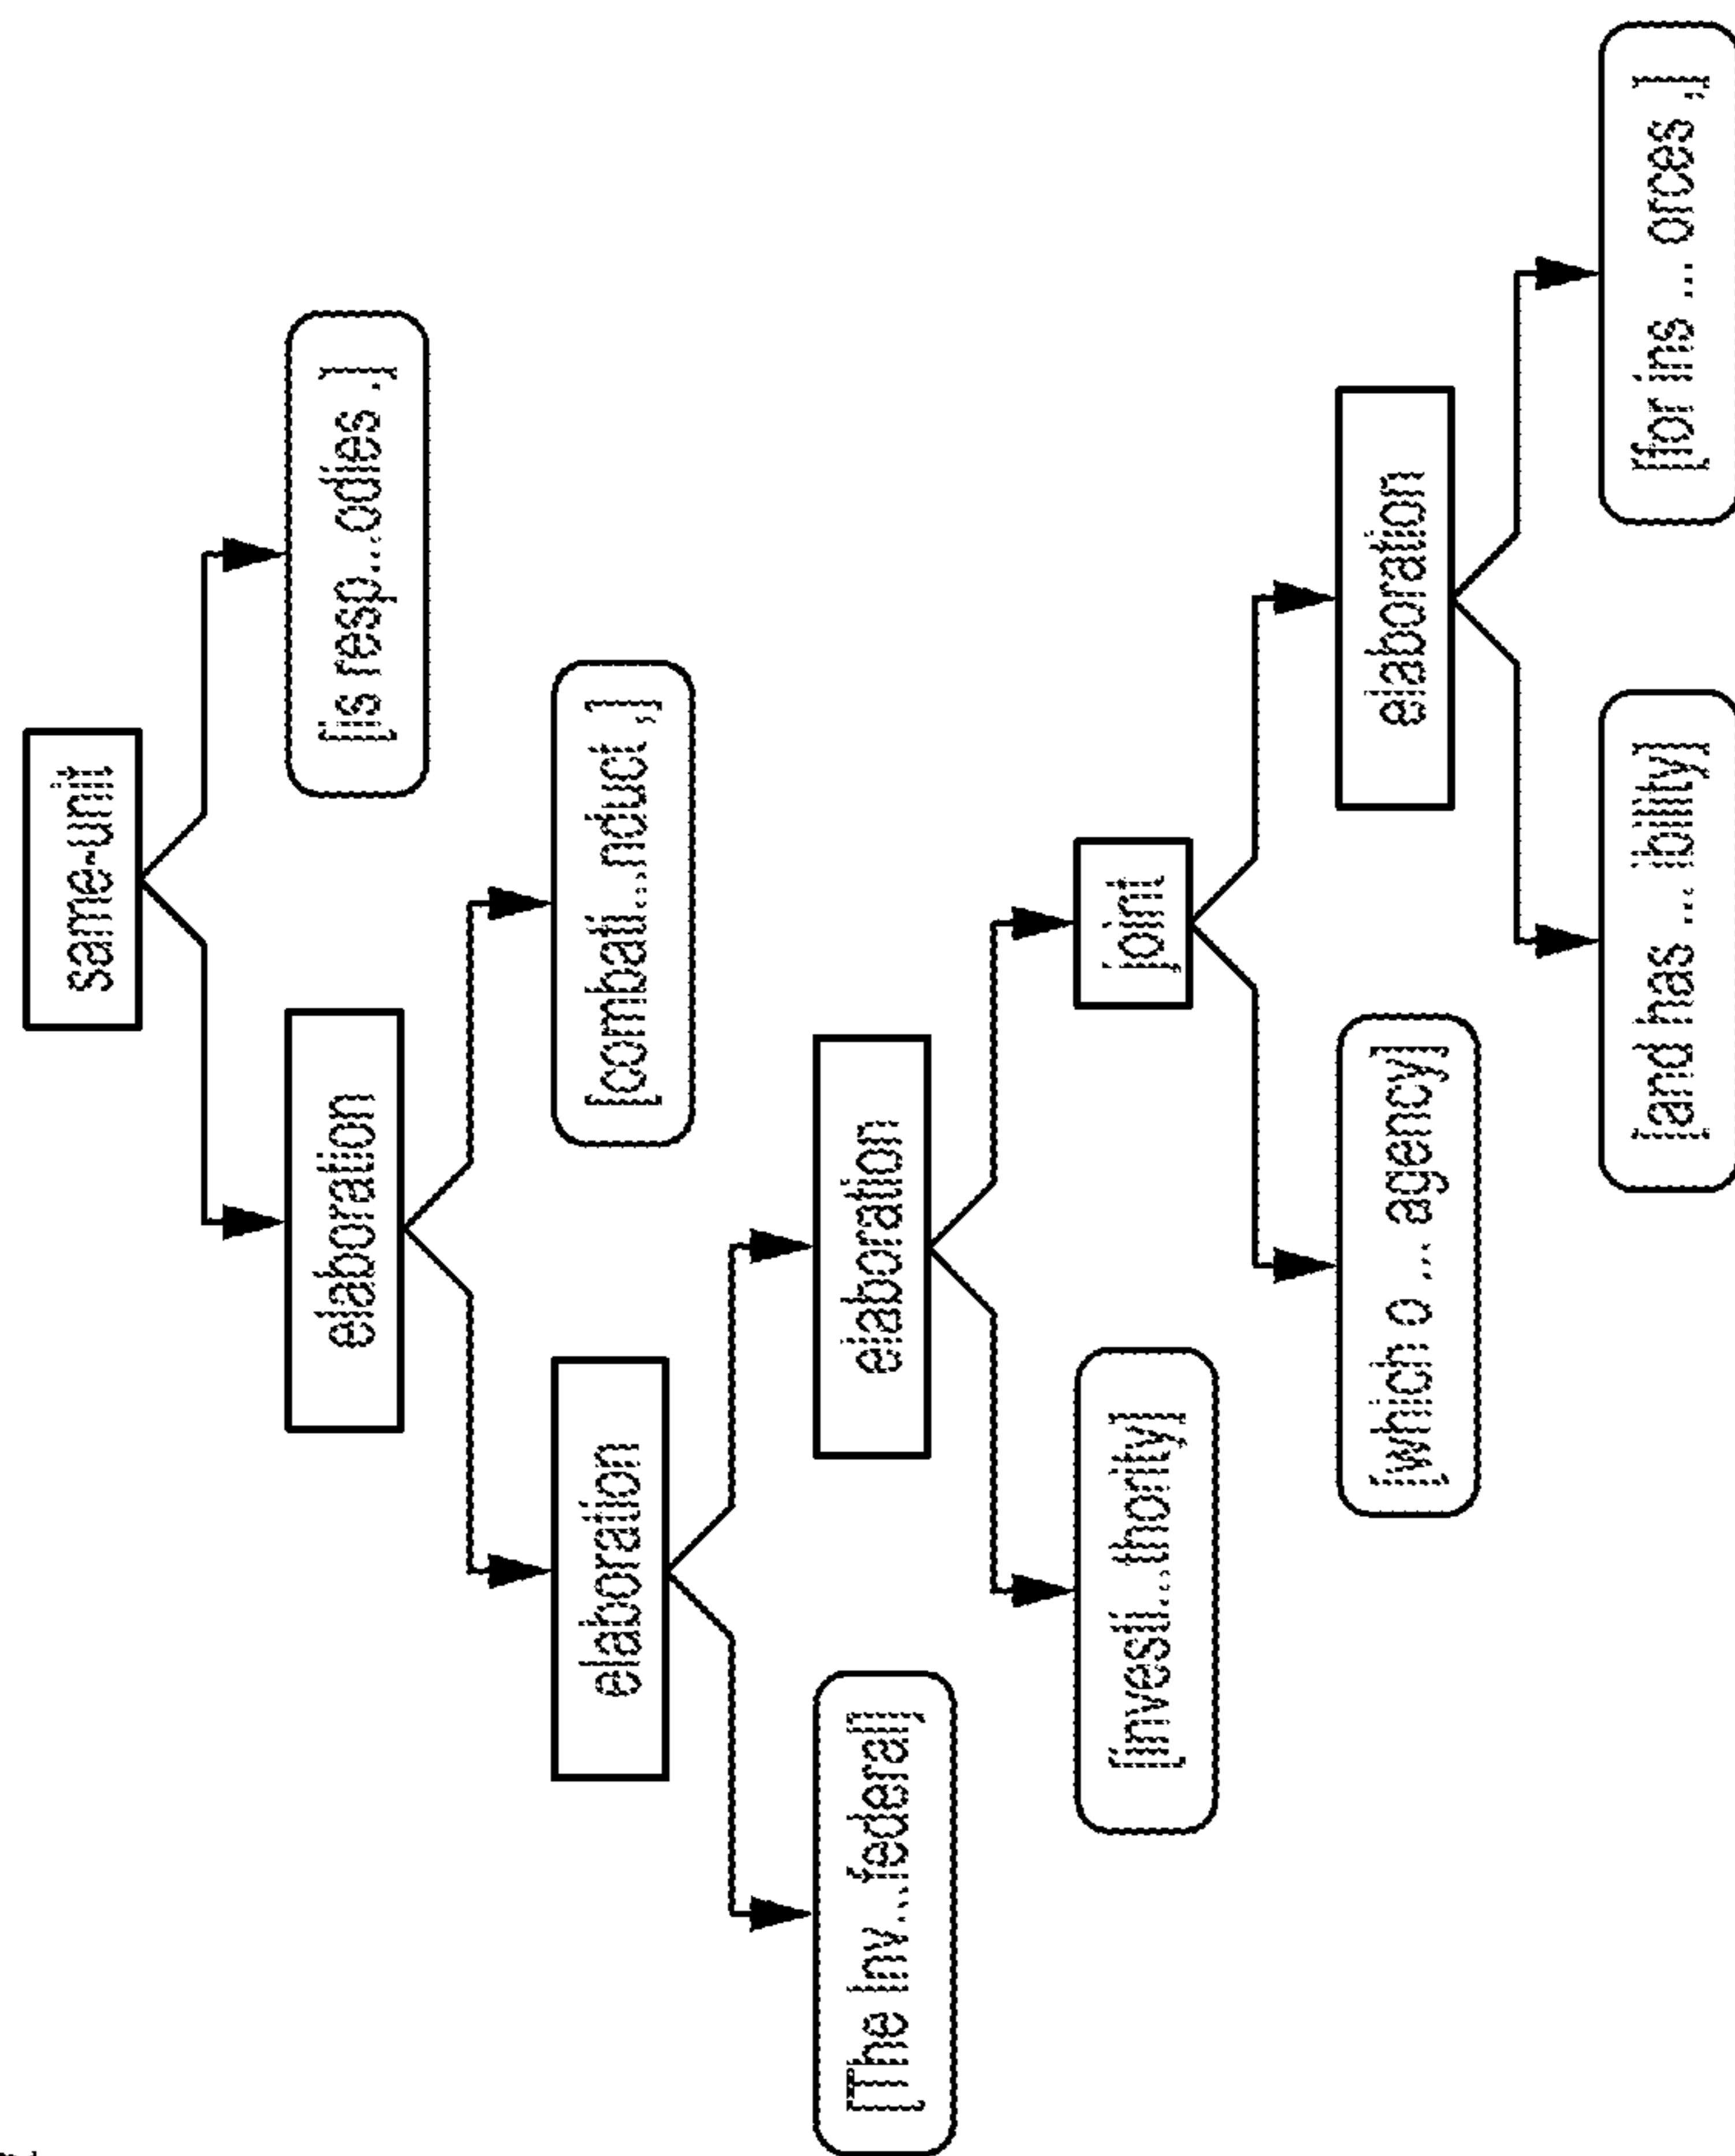 same-unit
elaboration
[is resp...odies ,]
elaboration
[combati...nduct ,]
[The Inv...federal]
elaboration
[investi...thority]
joint
[which o ... agency]
elaboration
[and has ... ibility]
[for ins ... orces ,]